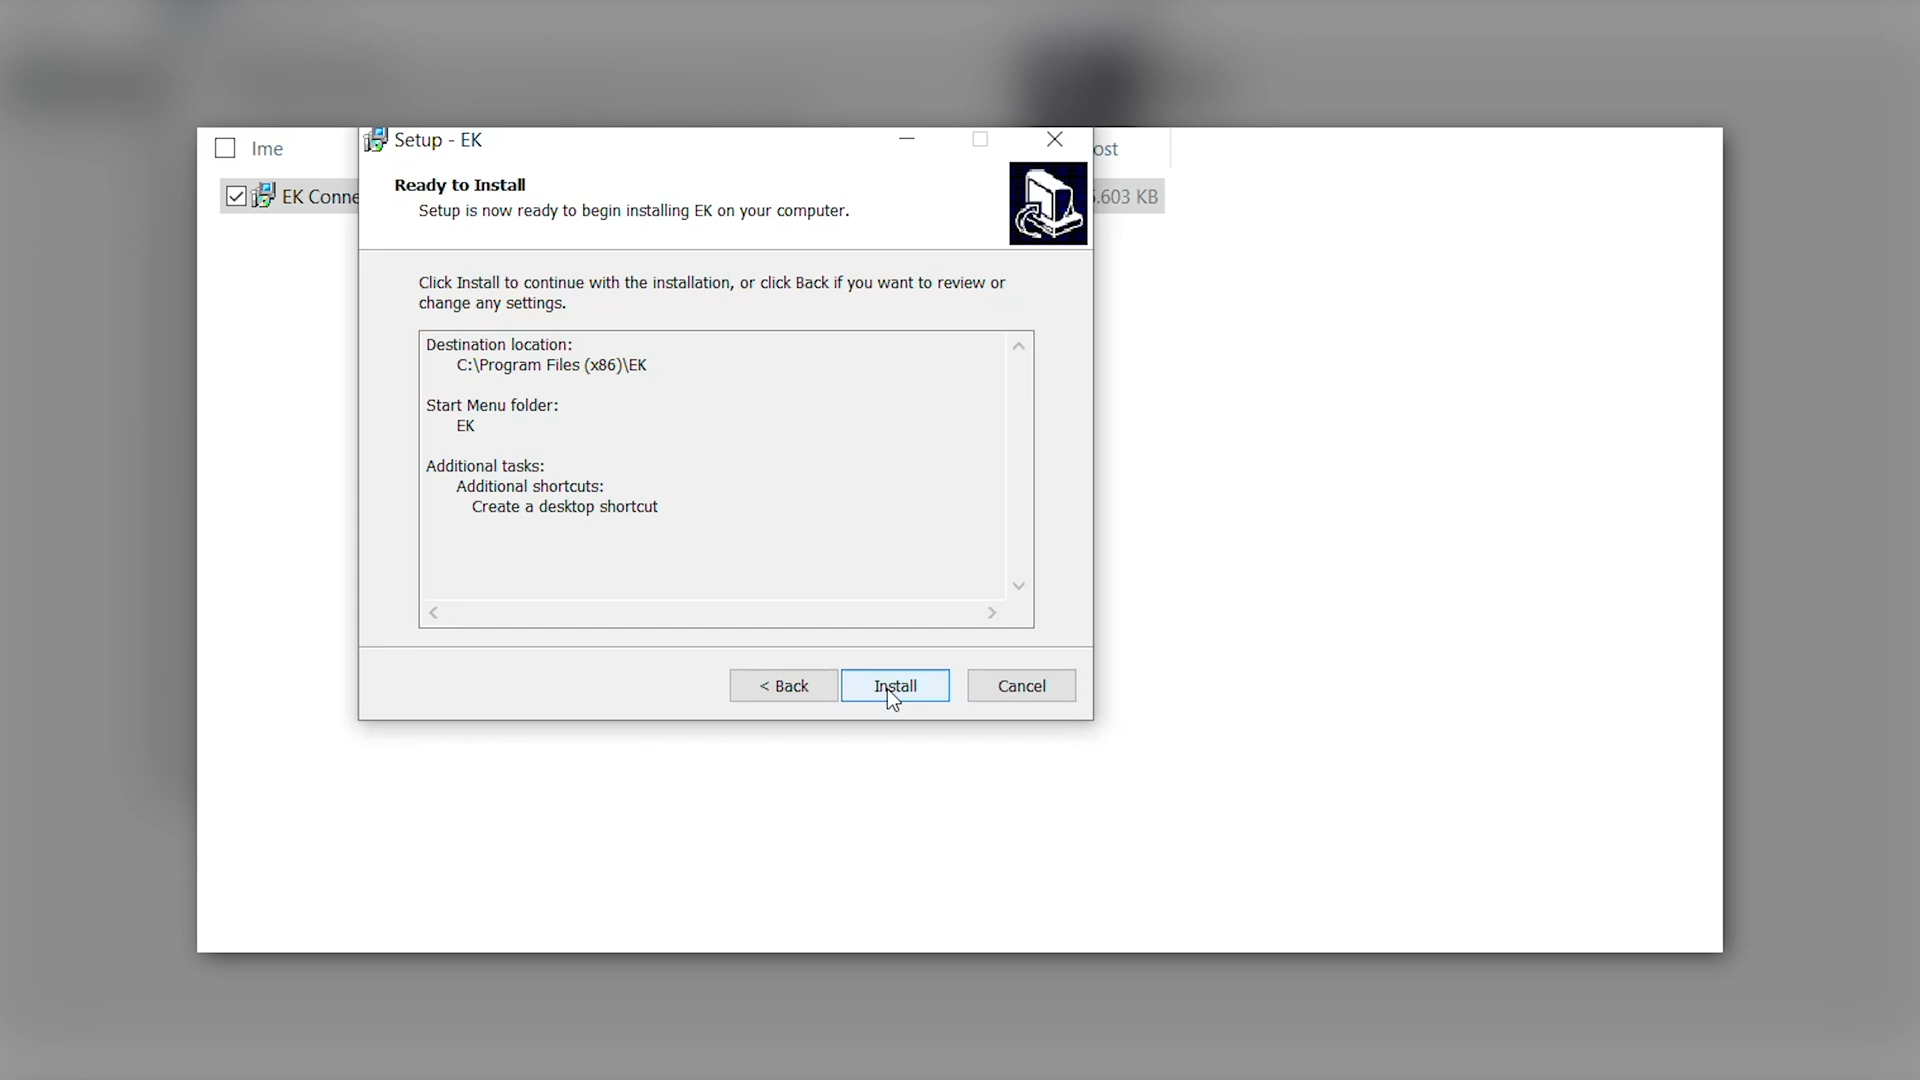 Ime
Setup - EK
ost
EK Conne
.603 KB
Ready to Install
Setup is now ready to begin installing EK on your computer.
Click Install to continue with the installation, or click Back if you want to review or
change any settings.
Destination location:
C:\Program Files (x86)\EK
Start Menu folder:
EK
Additional tasks:
Additional shortcuts:
Create a desktop shortcut
< Back
Install
Cancel